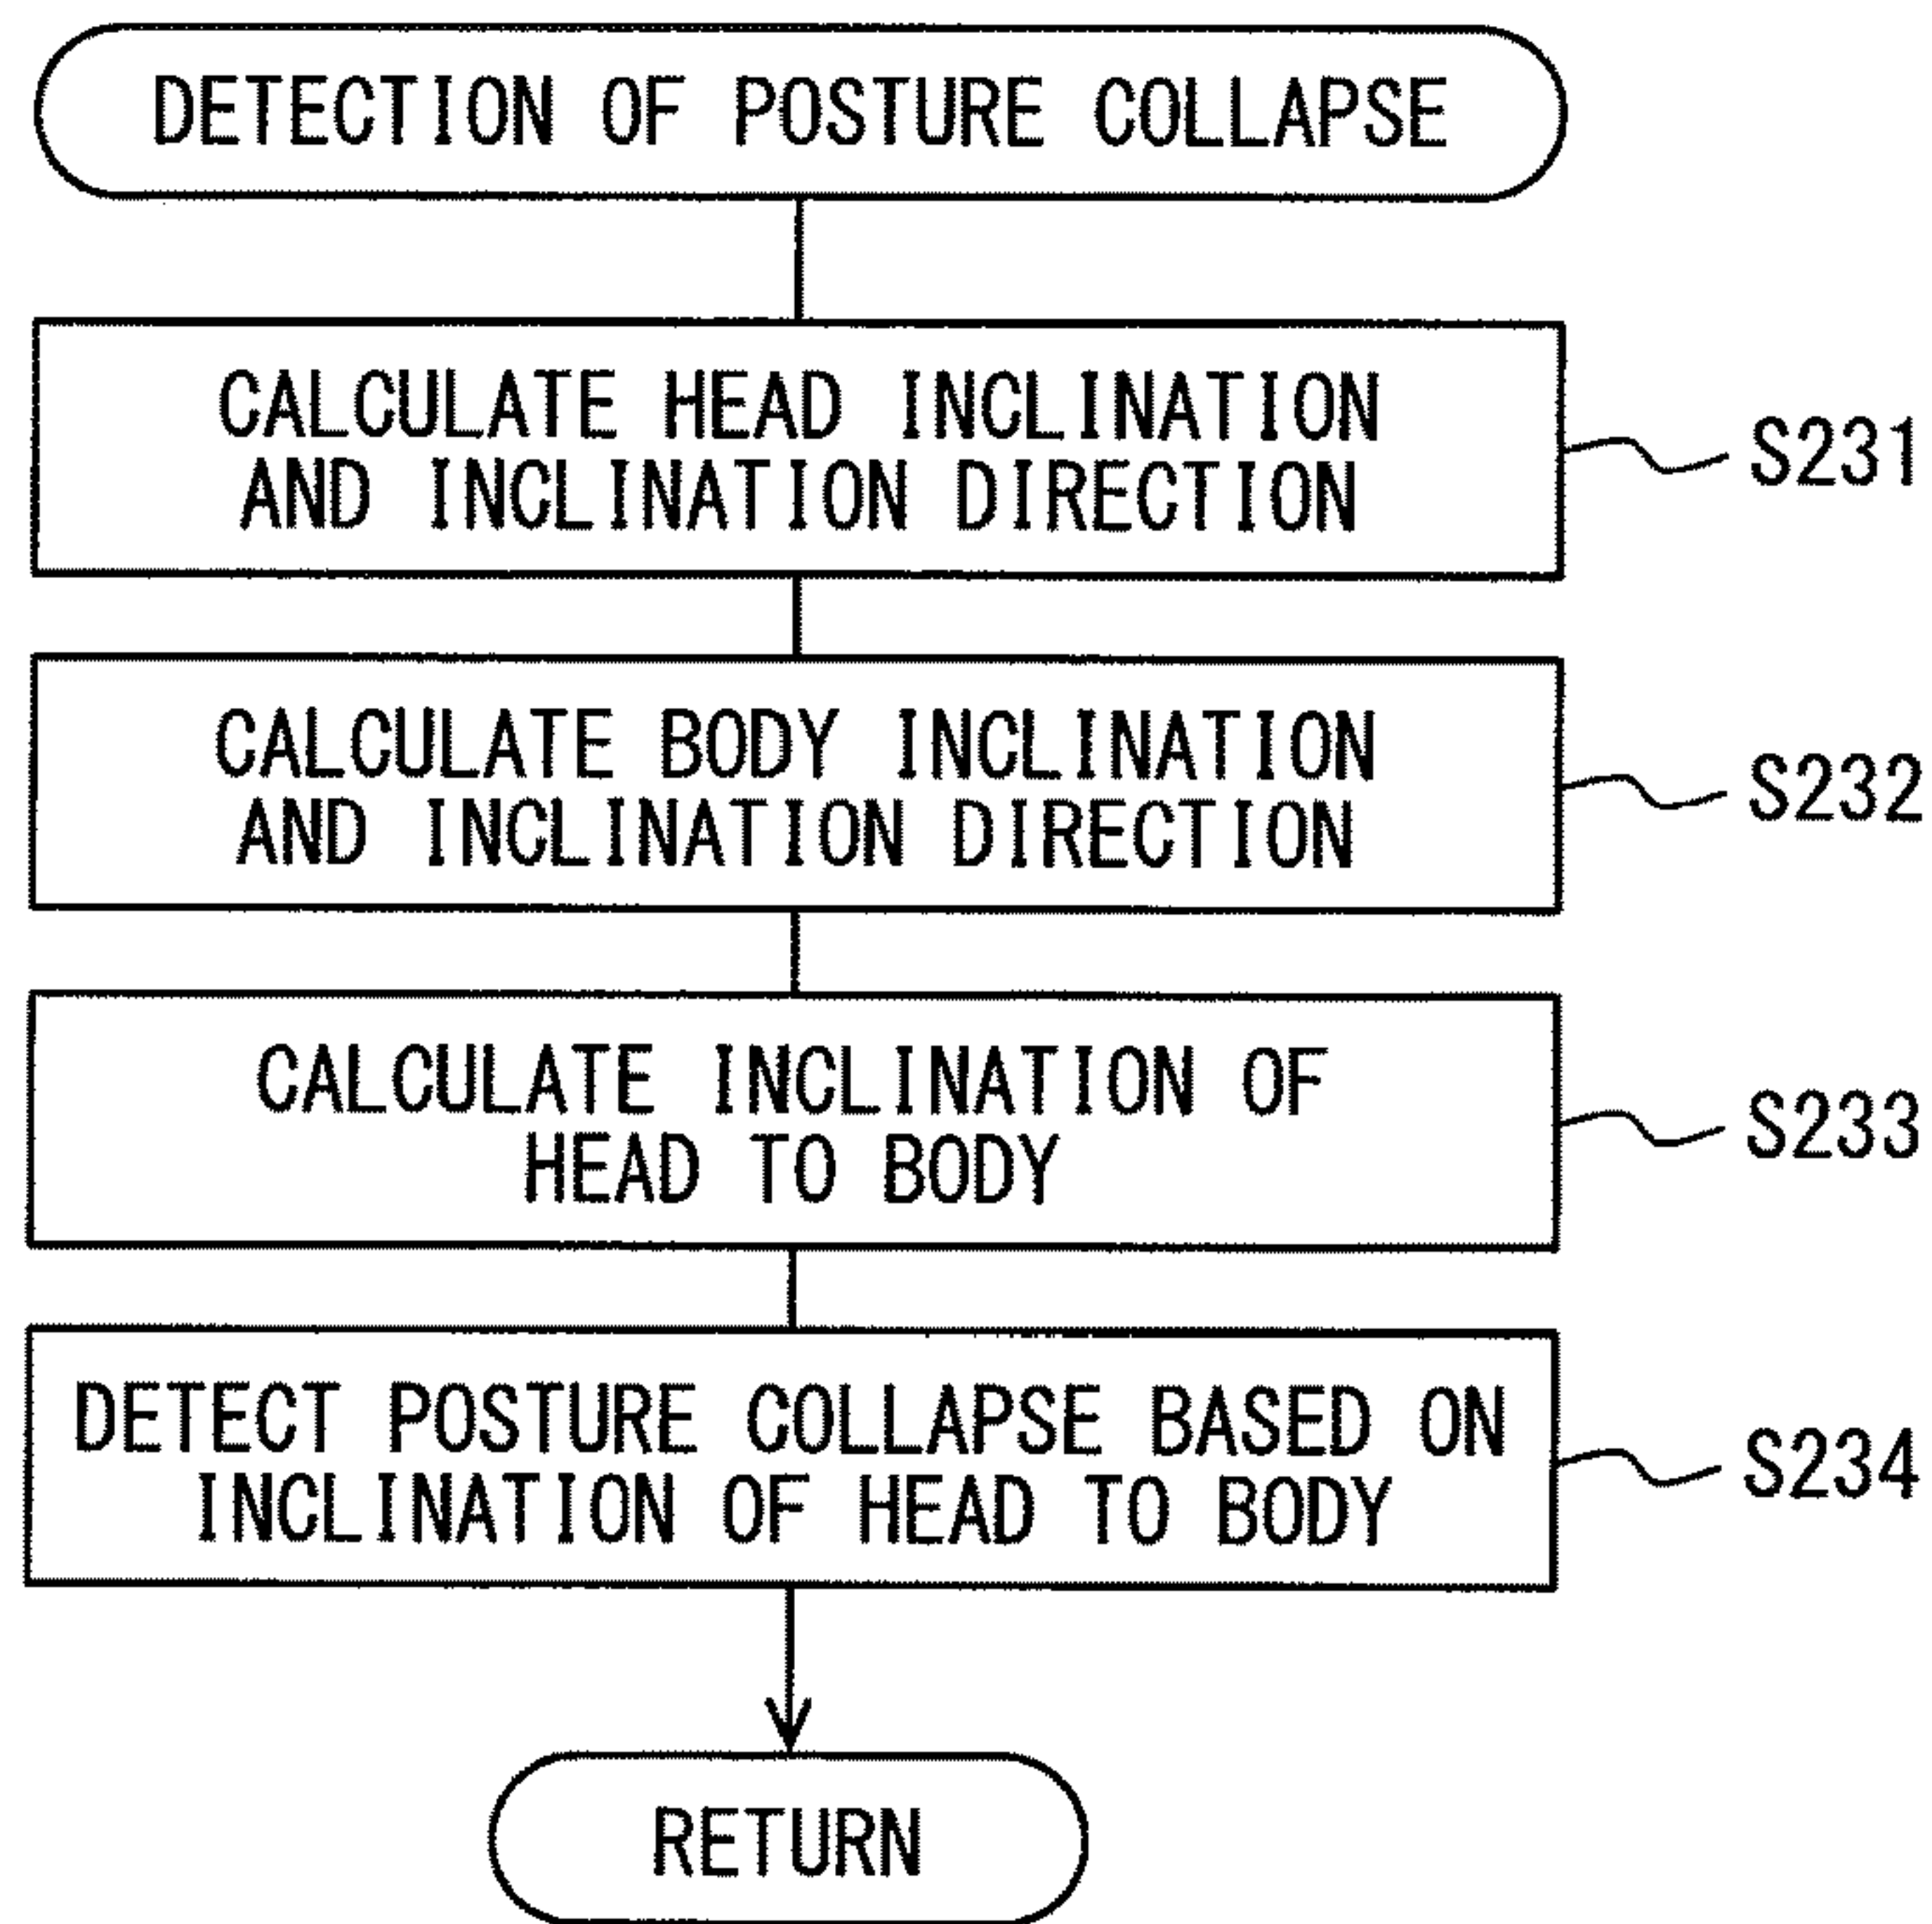 DETECTION OF POSTURE COLLAPSE
CALCULATE HEAD INCLINATION
AND INCLINATION DIRECTION
S231
CALCULATE BODY INCLINATION
AND INCLINATION DIRECTION
S232
CALCULATE INCLINATION OF
HEAD TO BODY
S233
DETECT POSTURE COLLAPSE BASED ON
INCLINATION OF HEAD TO BODY
S234
RETURN